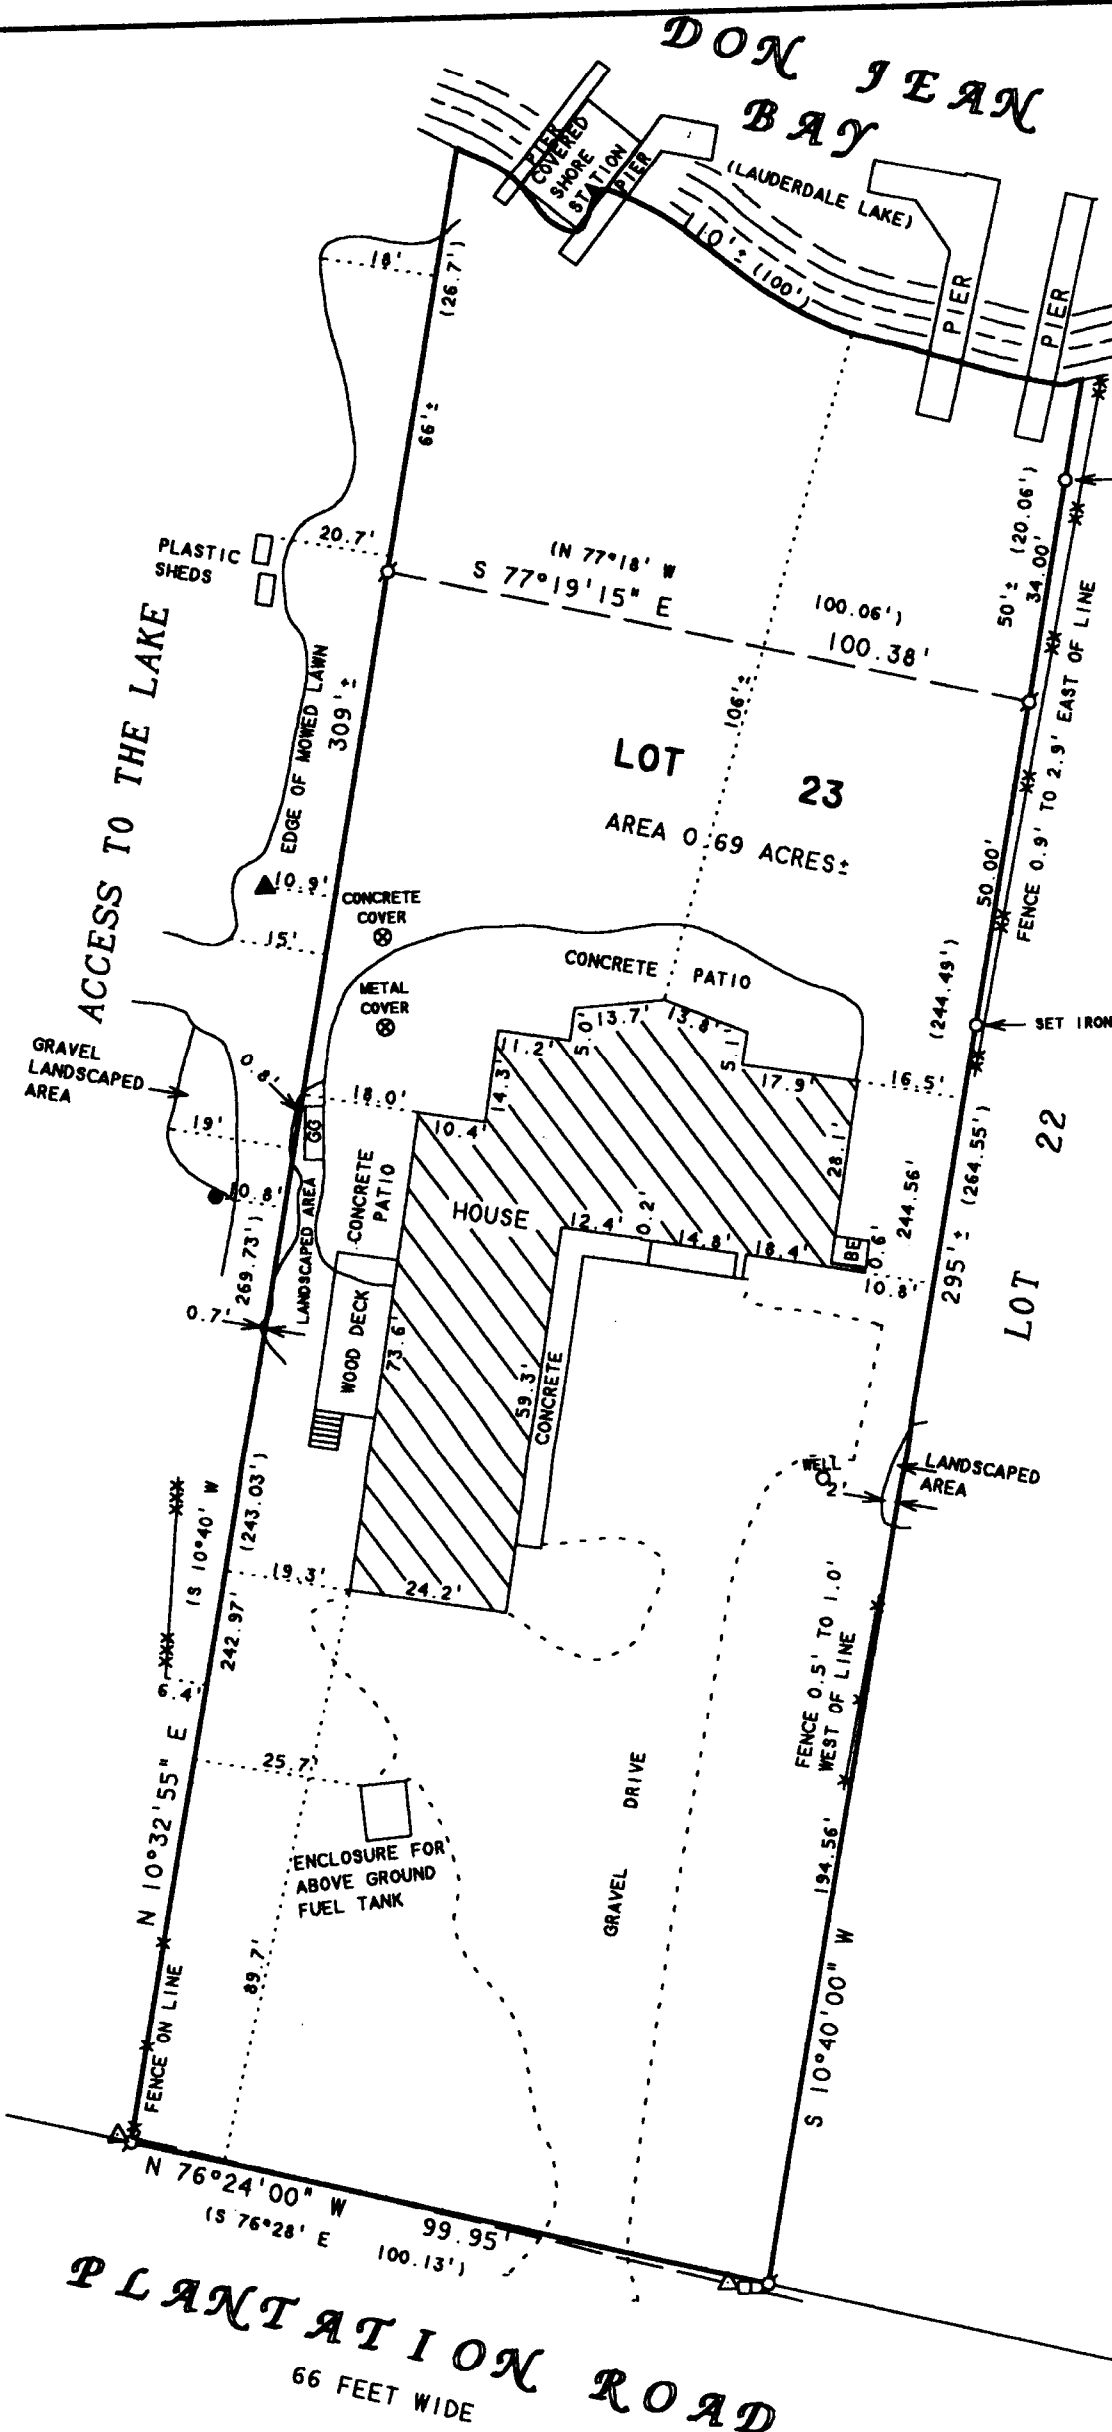 DON JEAN
BAY
(LAUDERDALE LAKE)
PIER
COVERED
SHORE
STATION
PIER
PIER
PIER
110'± (100')
18'
(26.7')
66'±
20.7'
PLASTIC
SHEDS
(N 77°18' W
100.06')
S 77°19'15" E
100.38'
(20.06')
50'±
34.00'
FENCE 0.9' TO 2.9' EAST OF LINE
ACCESS TO THE LAKE
EDGE OF MOWED LAWN
309'±
106'±
LOT 23
AREA 0.69 ACRES±
50.00'
(244.49')
10.9'
CONCRETE
COVER
15'
CONCRETE PATIO
METAL
COVER
SET IRON
GRAVEL
LANDSCAPED
AREA
0.8'
18.0'
GG
19'
10.8'
11.2'
5.0'
13.7'
13.8'
5.1'
17.9'
16.5'
14.3'
10.4'
28.1'
CONCRETE
PATIO
HOUSE
12.4'
0.2'
14.8'
18.4'
BE
0.6'
10.8'
LOT 22
(264.55')
244.56'
295'±
269.73')
0.7'
LANDSCAPED AREA
WOOD DECK
73.6'
59.3'
CONCRETE
WELL
2'
LANDSCAPED
AREA
(S 10°40' W
(243.03')
242.97'
19.3'
24.2'
6.4'
25.7'
FENCE 0.5' TO 1.0'
WEST OF LINE
ENCLOSURE FOR
ABOVE GROUND
FUEL TANK
GRAVEL DRIVE
194.56'
N 10°32'55" E
S 10°40'00" W
89.7'
FENCE ON LINE
N 76°24'00" W
99.95'
(S 76°28' E
100.13')
PLANTATION ROAD
66 FEET WIDE